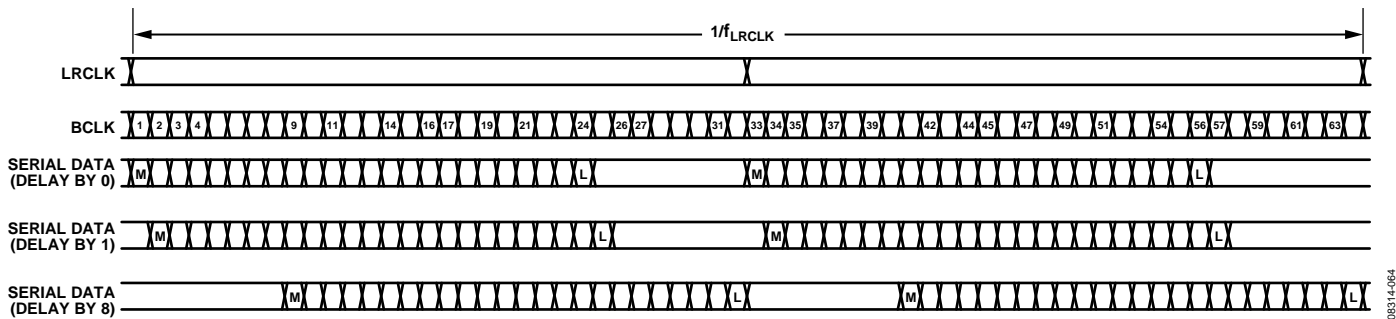 1/fLRCLK
LRCLK
BCLK 1 2 3 4 9 11 14 16 17 19 21 24 26 27 31 33 34 35 37 39 42 44 45 47 49 51 54 56 57 59 61 63
SERIAL DATA
(DELAY BY 0) M L M L
SERIAL DATA
(DELAY BY 1) M L M L
SERIAL DATA
(DELAY BY 8) M L M L
08314-064